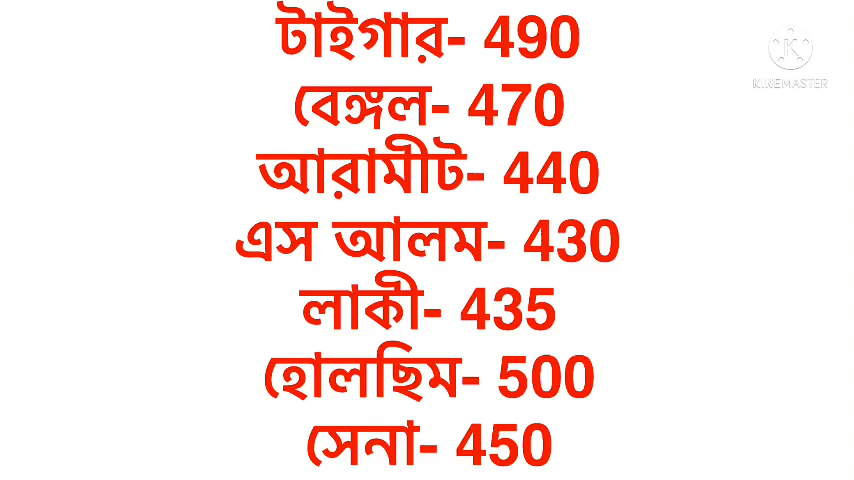 টাইগার- 490
KINEMASTER
বেঙ্গল- 470
আরামীট- 440
এস আলম- 430
লাকী- 435
হোলছিম- 500
সেনা- 450